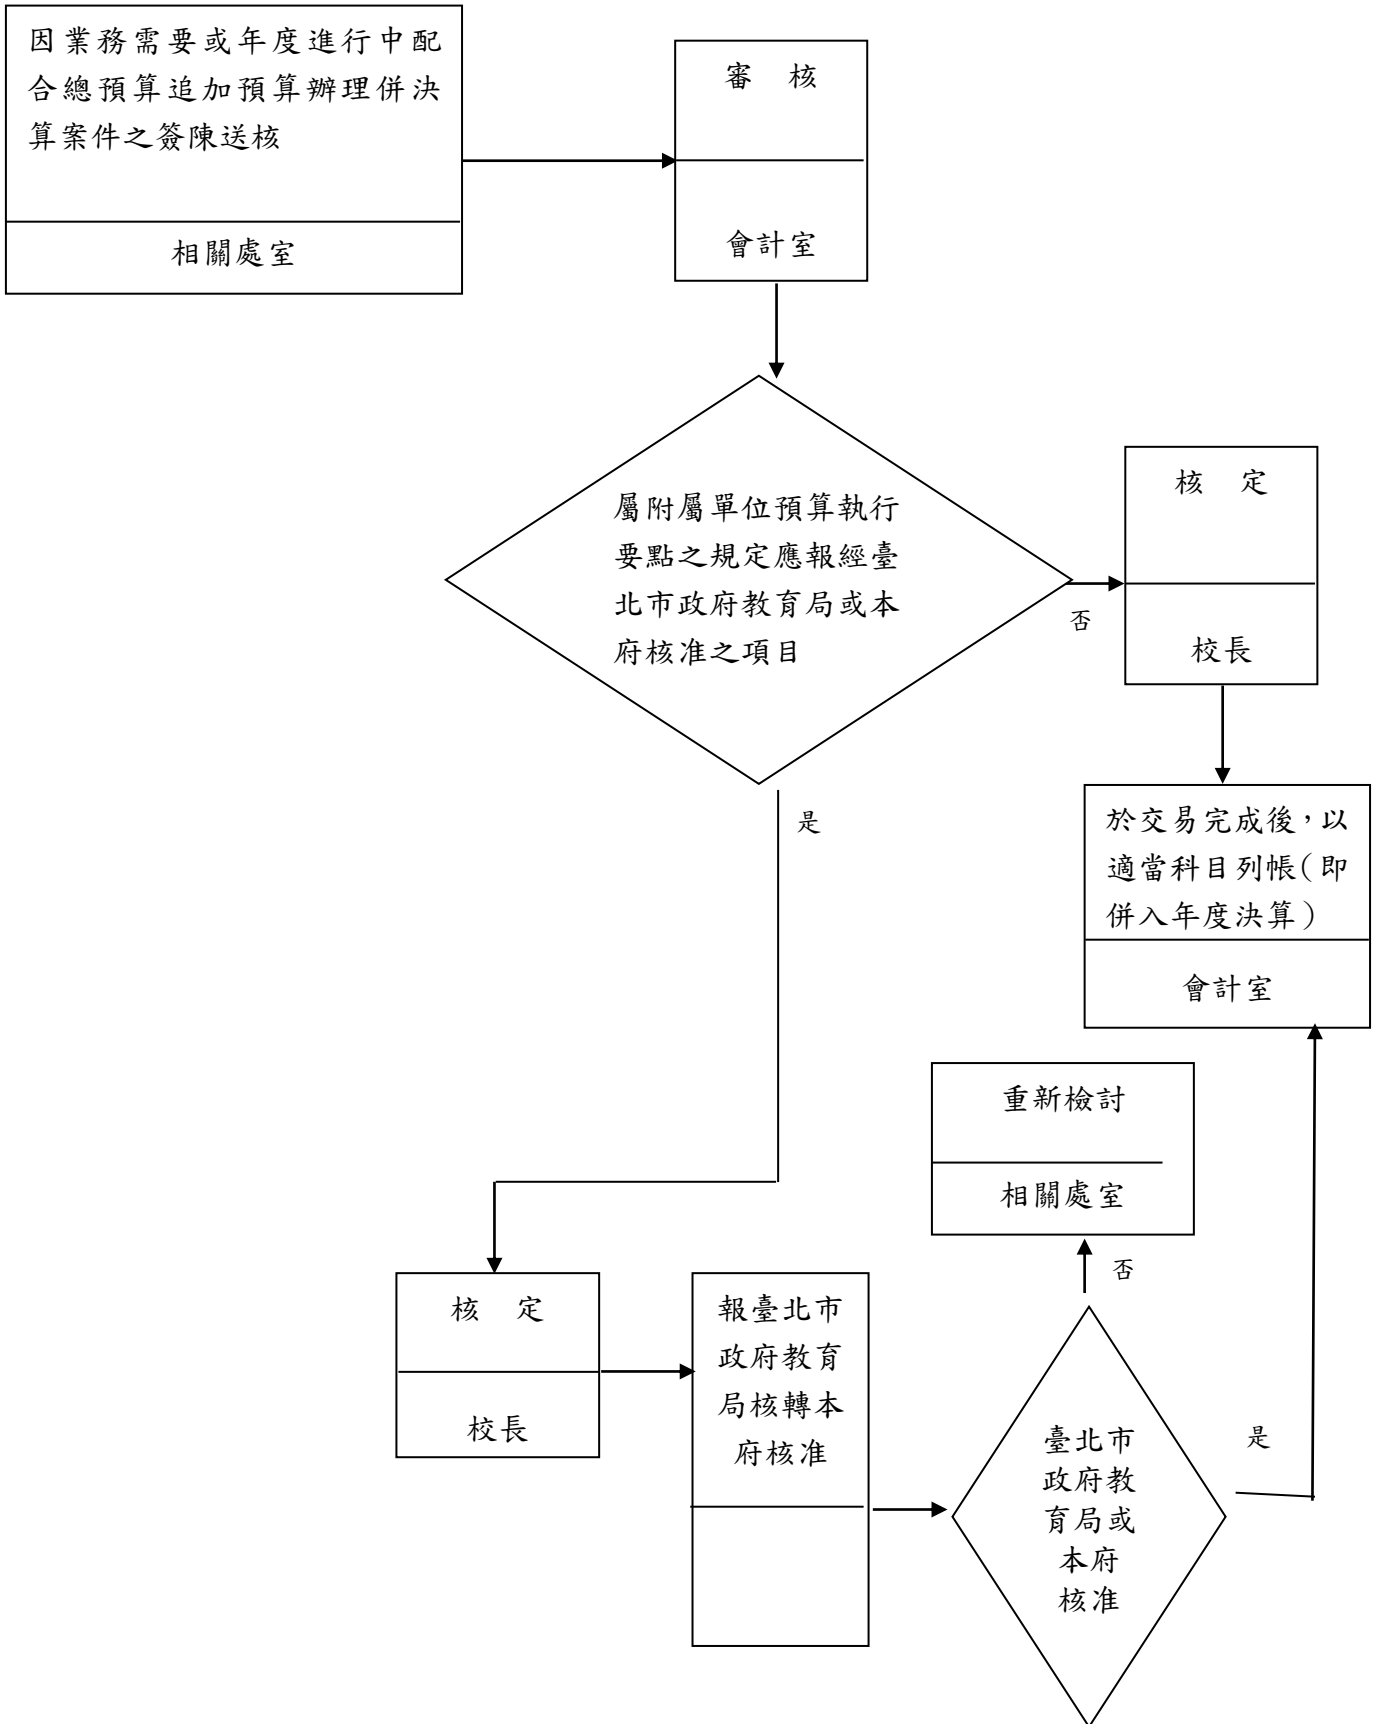 因業務需要或年度進行中配
合總預算追加預算辦理併決
算案件之簽陳送核
相關處室
審　核
會計室
屬附屬單位預算執行
要點之規定應報經臺
北市政府教育局或本
府核准之項目
否
核　定
校長
是
於交易完成後，以
適當科目列帳（即
併入年度決算）
會計室
重新檢討
相關處室
否
核　定
校長
報臺北市
政府教育
局核轉本
府核准
臺北市
政府教
育局或
本府
核准
是